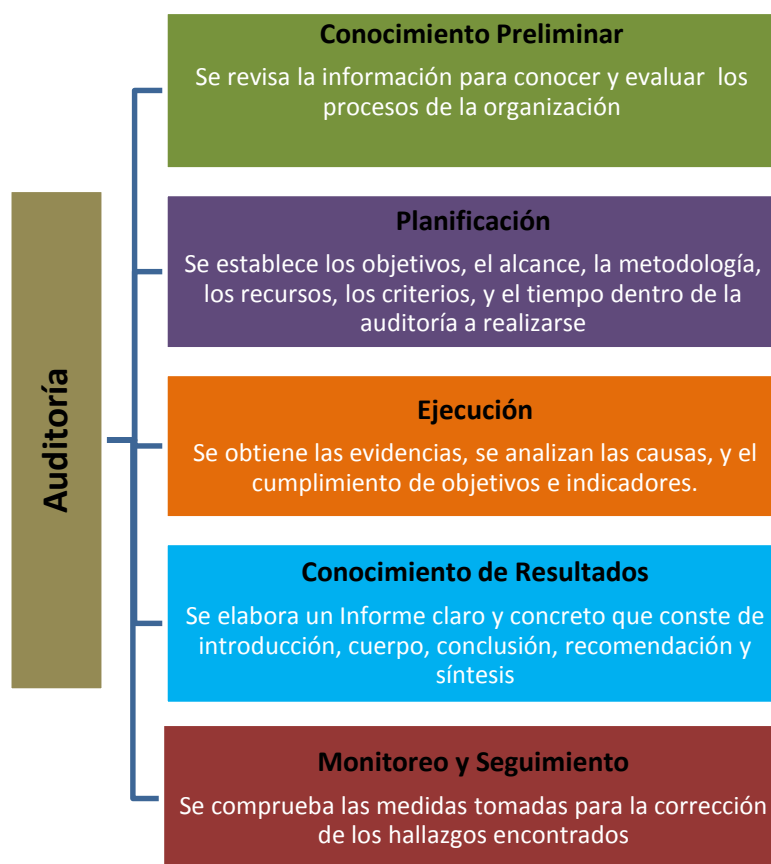 Auditoría
Conocimiento Preliminar
Se revisa la información para conocer y evaluar los
procesos de la organización
Planificación
Se establece los objetivos, el alcance, la metodología,
los recursos, los criterios, y el tiempo dentro de la
auditoría a realizarse
Ejecución
Se obtiene las evidencias, se analizan las causas, y el
cumplimiento de objetivos e indicadores.
Conocimiento de Resultados
Se elabora un Informe claro y concreto que conste de
introducción, cuerpo, conclusión, recomendación y
síntesis
Monitoreo y Seguimiento
Se comprueba las medidas tomadas para la corrección
de los hallazgos encontrados